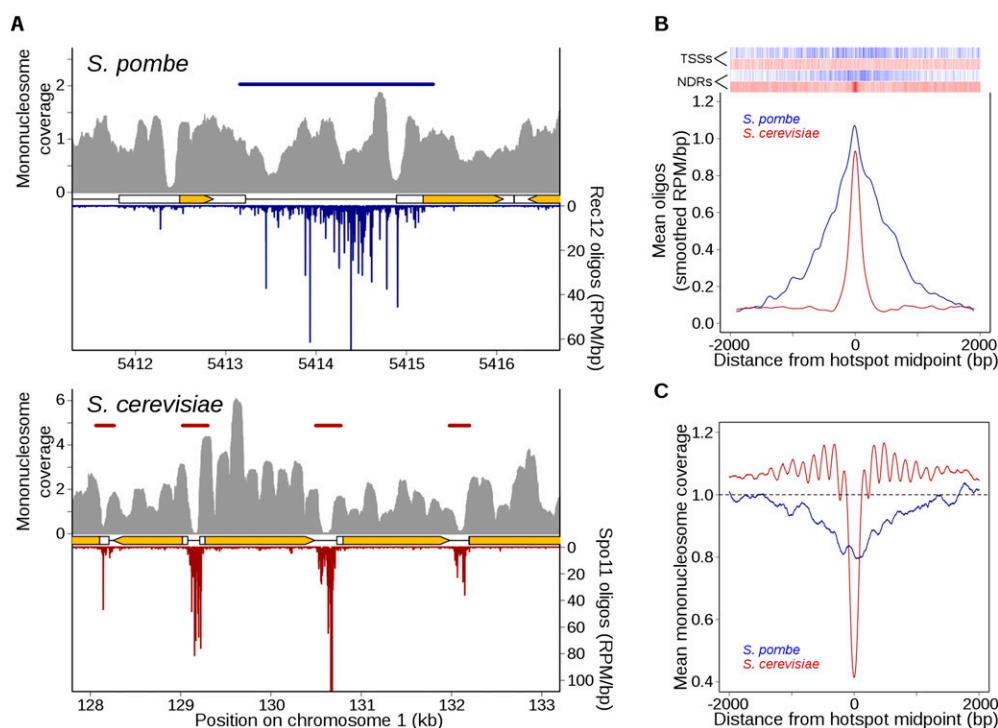 A
S. pombe
Mononucleosome
coverage
2
1
0
Rec12 oligos (RPM/bp)
0
20
40
60
5412
5413
5414
5415
5416
S. cerevisiae
Mononucleosome
coverage
6
4
2
0
Spo11 oligos (RPM/bp)
0
20
40
60
80
100
128
129
130
131
132
133
Position on chromosome 1 (kb)
B
TSSs
NDRs
S. pombe
S. cerevisiae
Mean oligos
(smoothed RPM/bp)
1.2
1.0
0.8
0.6
0.4
0.2
0.0
-2000
0
2000
Distance from hotspot midpoint (bp)
C
Mean mononucleosome coverage
1.2
1.0
0.8
0.6
0.4
S. pombe
S. cerevisiae
-2000
0
2000
Distance from hotspot midpoint (bp)